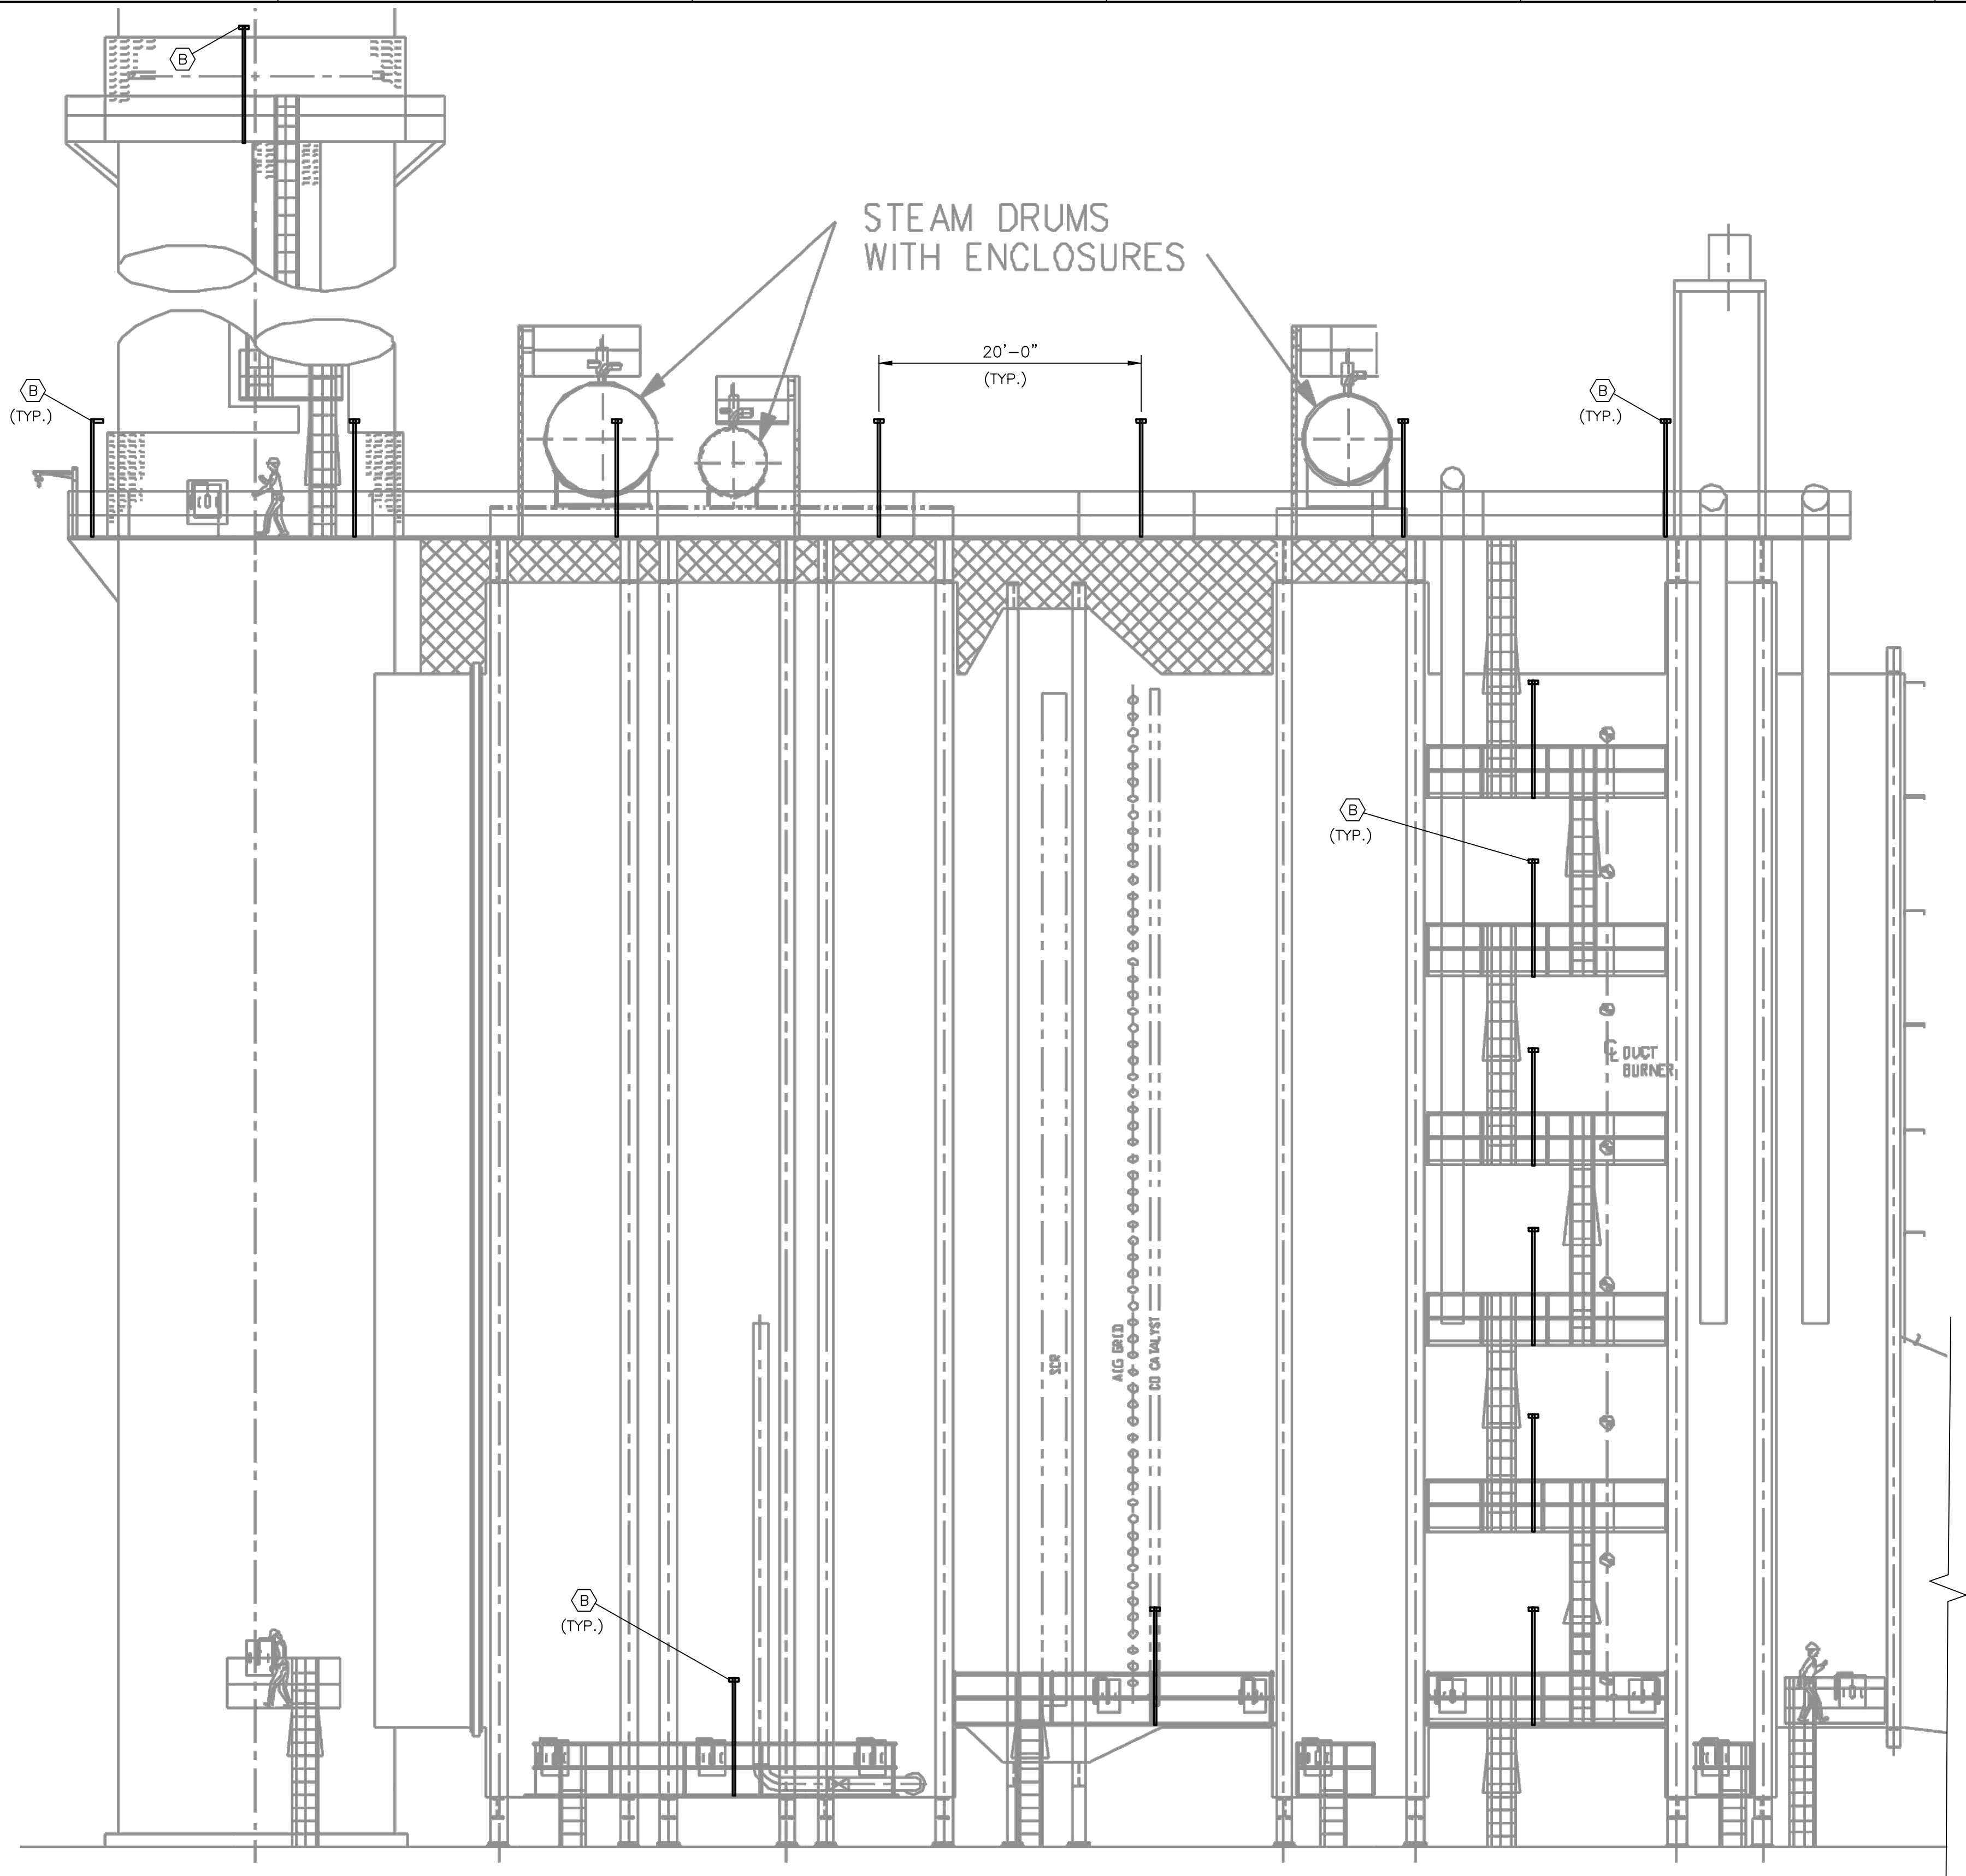 B
STEAM DRUMS
WITH ENCLOSURES
20'-0"
(TYP.)
B
(TYP.)
B
(TYP.)
B
(TYP.)
℄ DUCT
BURNER
SCR
AIG GRID
CO CATALYST
B
(TYP.)